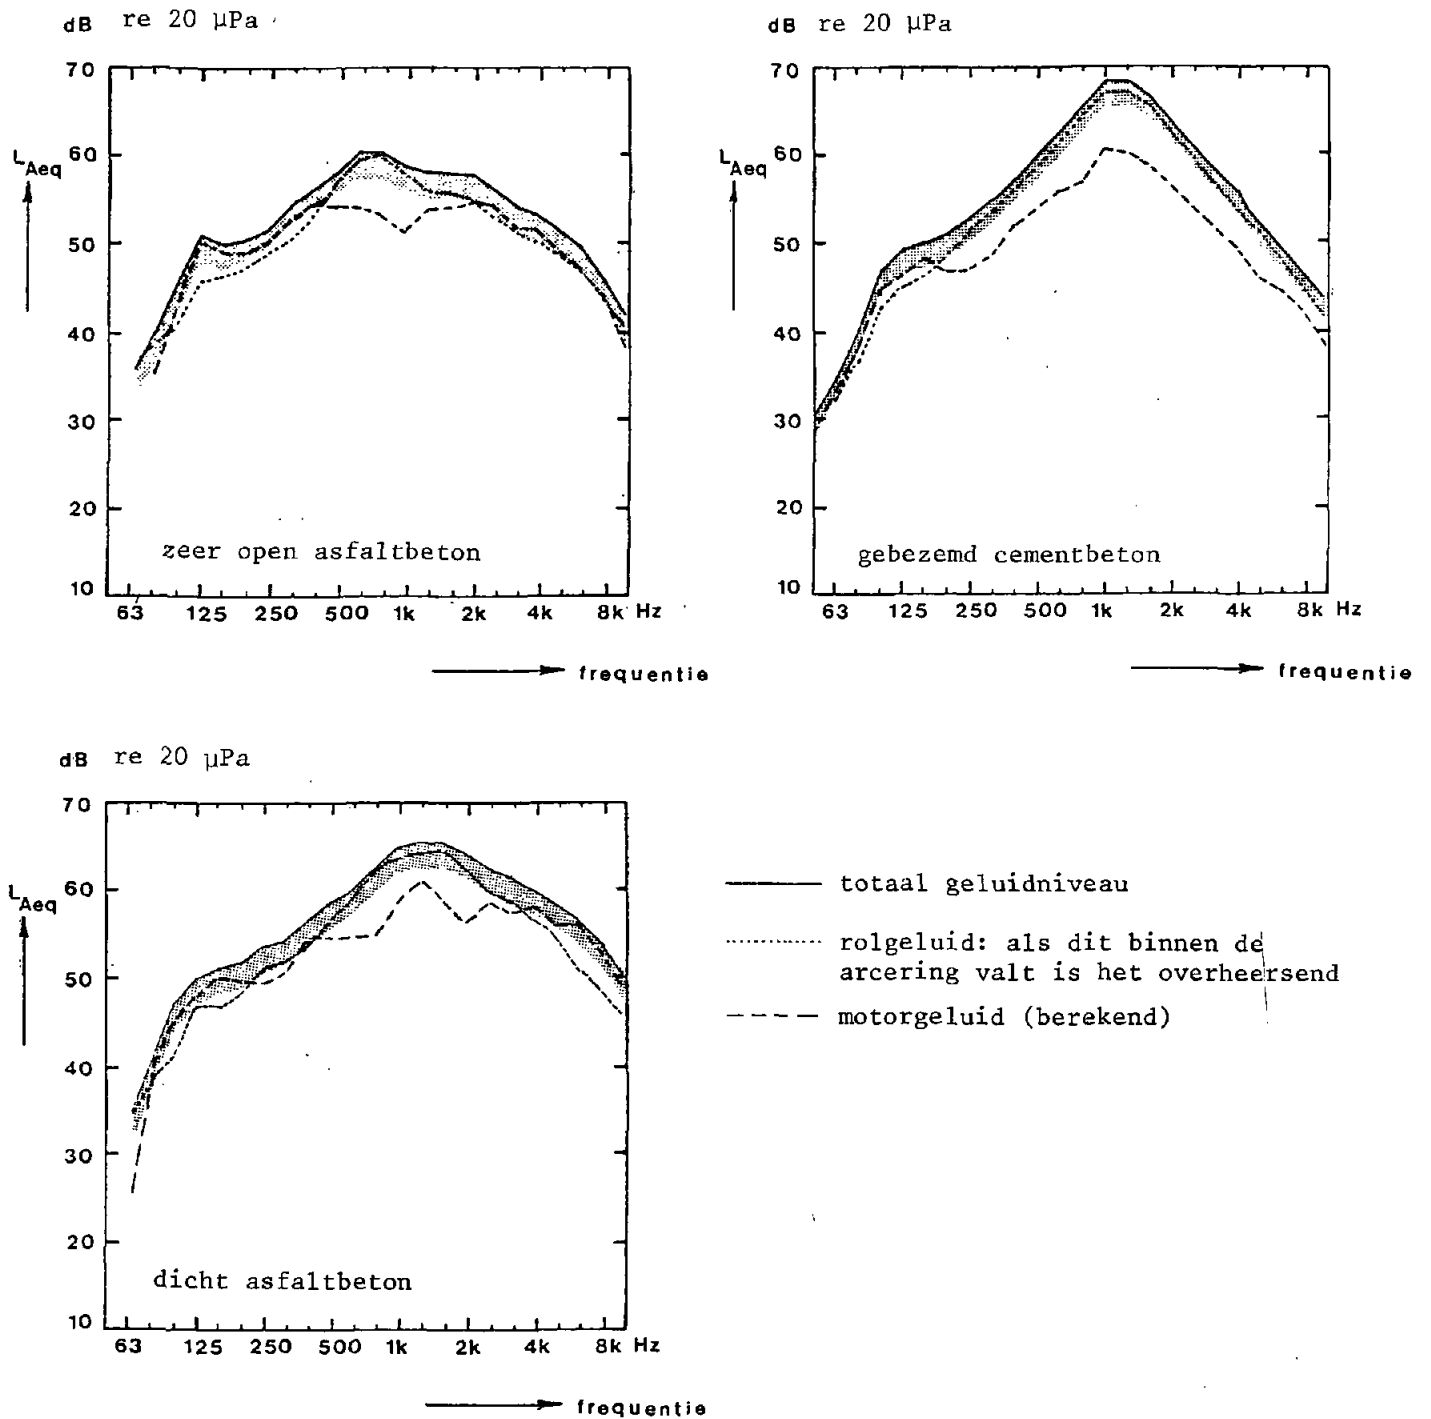 dB re 20 µPa
70
60
50
40
30
20
10
LAeq
zeer open asfaltbeton
63 125 250 500 1k 2k 4k 8k Hz
frequentie
dB re 20 µPa
70
60
50
40
30
20
10
LAeq
gebezemd cementbeton
63 125 250 500 1k 2k 4k 8k Hz
frequentie
dB re 20 µPa
70
60
50
40
30
20
10
LAeq
dicht asfaltbeton
63 125 250 500 1k 2k 4k 8k Hz
frequentie
totaal geluidniveau
rolgeluid: als dit binnen de
arcering valt is het overheersend
motorgeluid (berekend)